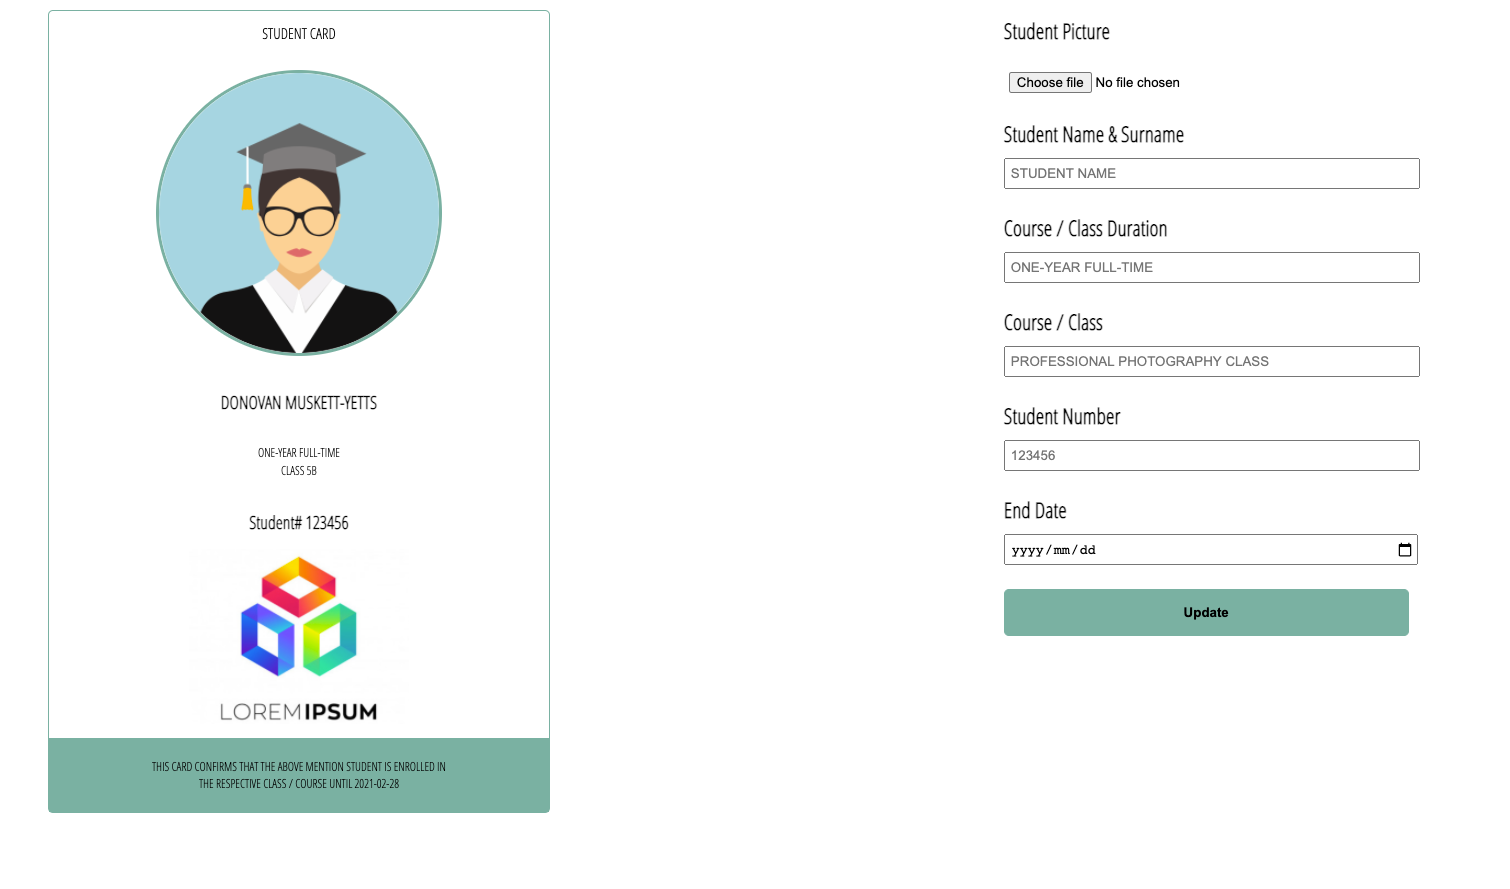 STUDENT CARD
DONOVAN MUSKETT-YETTS
ONE-YEAR FULL-TIME
CLASS 5B
Student# 123456
LOREMIPSUM
THIS CARD CONFIRMS THAT THE ABOVE MENTION STUDENT IS ENROLLED IN
THE RESPECTIVE CLASS / COURSE UNTIL 2021-02-28
Student Picture
Choose file No file chosen
Student Name & Surname
STUDENT NAME
Course / Class Duration
ONE-YEAR FULL-TIME
Course / Class
PROFESSIONAL PHOTOGRAPHY CLASS
Student Number
123456
End Date
yyyy/mm/dd
Update